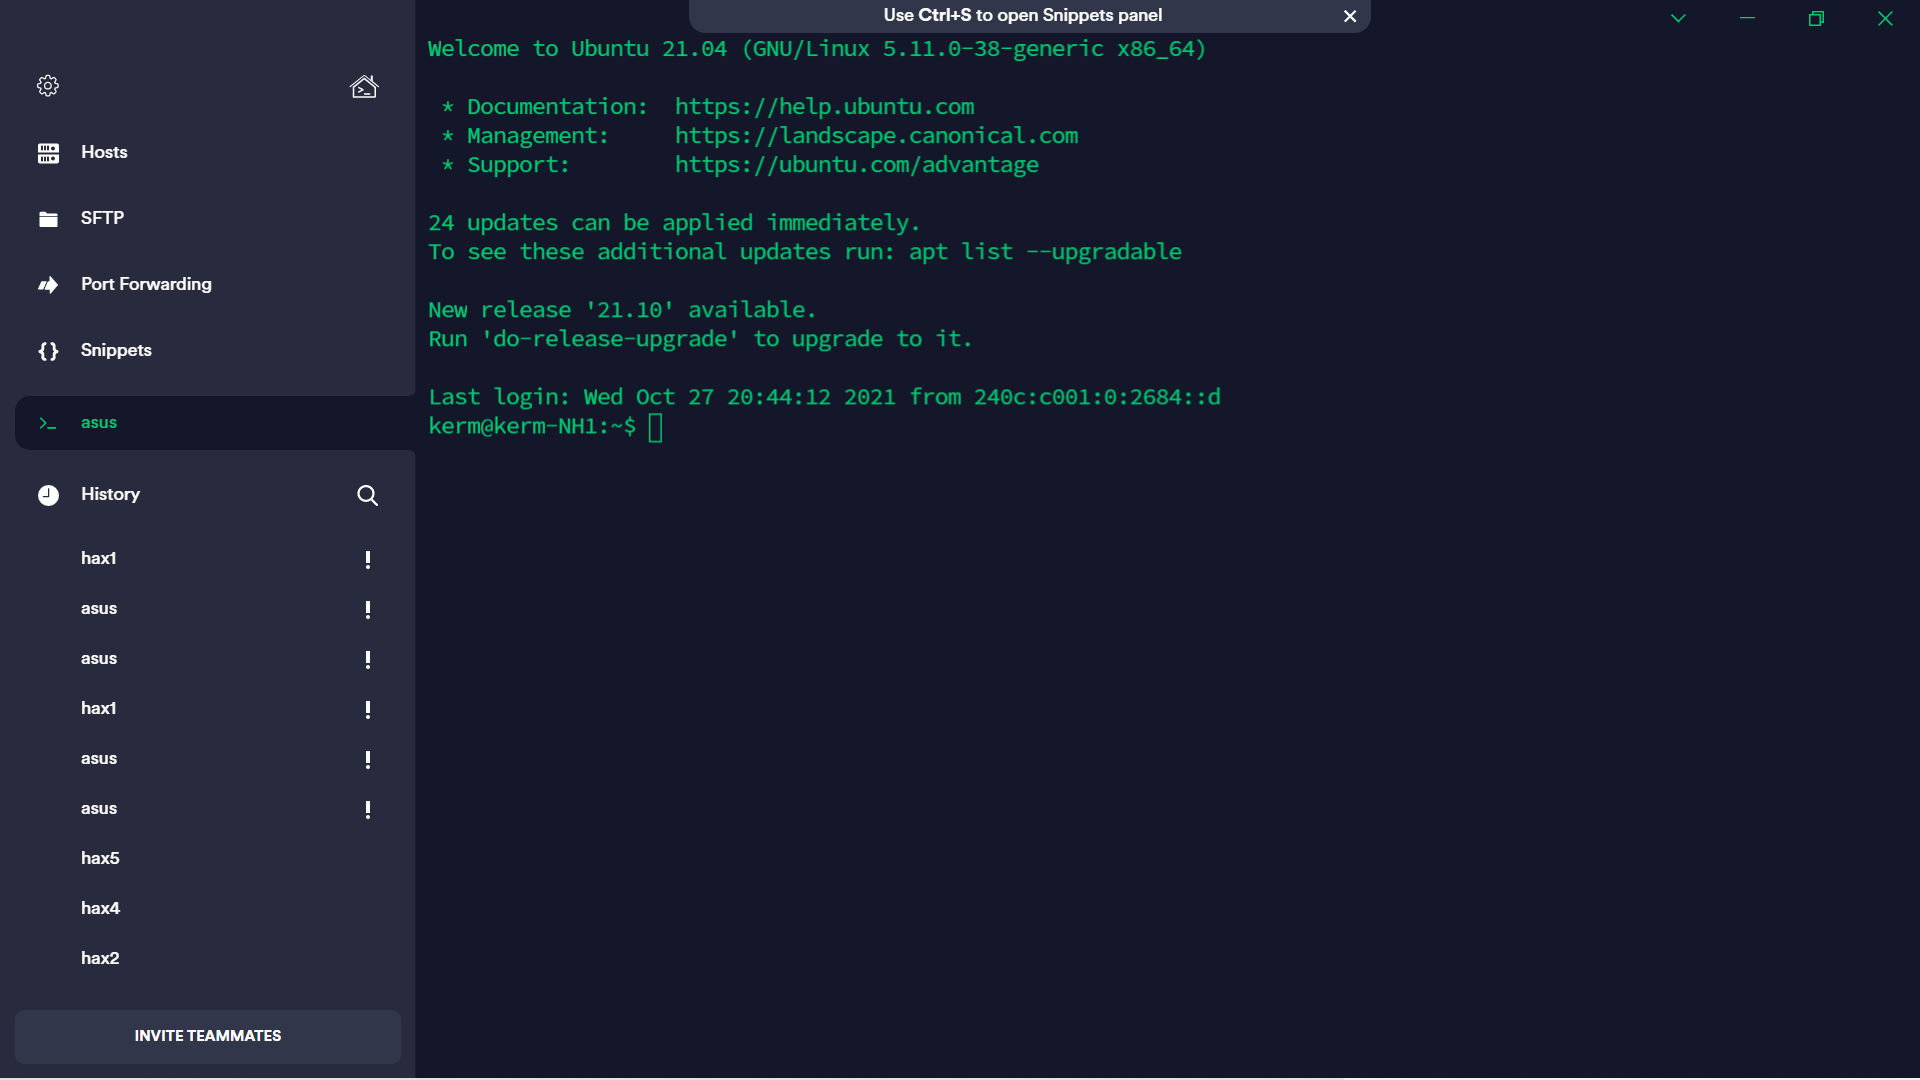 Use Ctrl+S to open Snippets panel
Hosts
SFTP
Port Forwarding
Snippets
asus
History
hax1
asus
asus
hax1
asus
asus
hax5
hax4
hax2
INVITE TEAMMATES
Welcome to Ubuntu 21.04 (GNU/Linux 5.11.0-38-generic x86_64)
* Documentation: https://help.ubuntu.com
* Management: https://landscape.canonical.com
* Support: https://ubuntu.com/advantage
24 updates can be applied immediately.
To see these additional updates run: apt list --upgradable
New release '21.10' available.
Run 'do-release-upgrade' to upgrade to it.
Last login: Wed Oct 27 20:44:12 2021 from 240c:c001:0:2684::d
kerm@kerm-NH1:~$